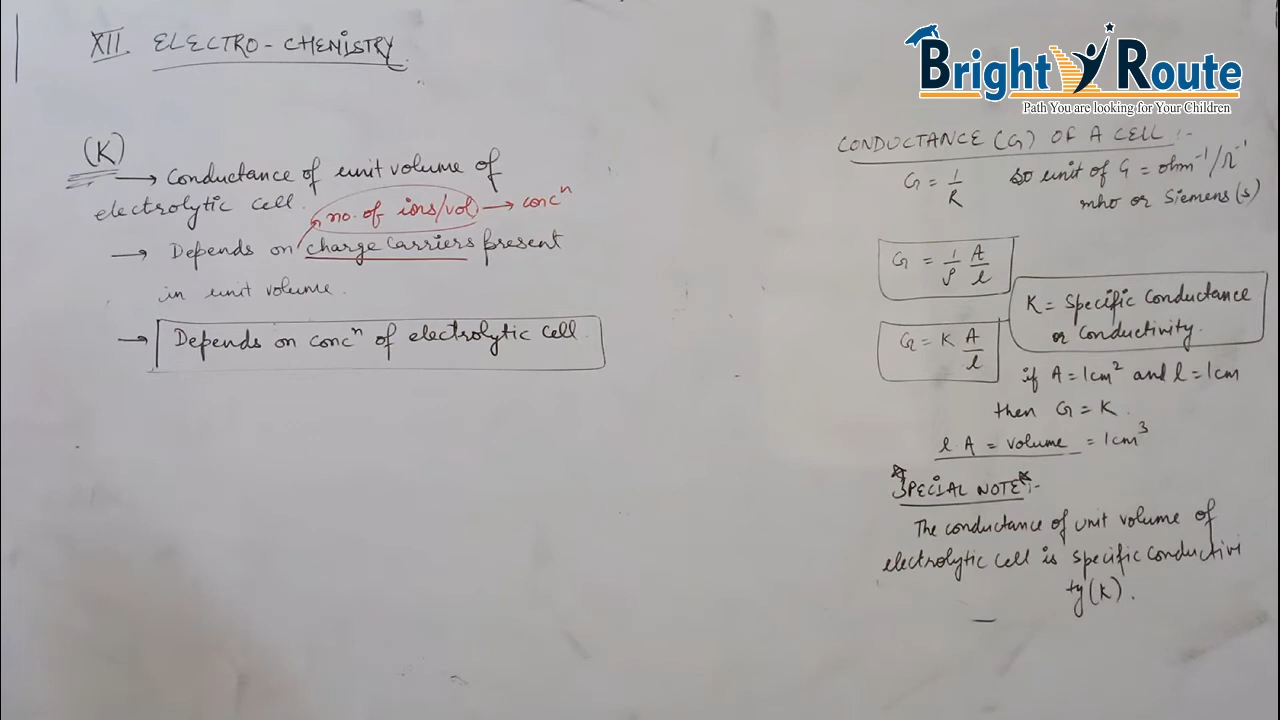 XII. ELECTRO-CHEMISTRY
Bright Route
Path You are looking for Your Children
(K)
→ Conductance of unit volume of
electrolytic cell.
no. of ions/vol → concⁿ
→ Depends on charge carriers present
in unit volume.
→ Depends on concⁿ of electrolytic cell.
CONDUCTANCE (G) OF A CELL :-
G = 1/R
SO unit of G = ohm⁻¹/Ω⁻¹
mho or Siemens (s)
G = 1/ρ A/l
K = Specific Conductance
or Conductivity.
G = K A/l
if A = 1cm² and l = 1cm
then G = K.
l A = volume = 1cm³
SPECIAL NOTE :-
The conductance of unit volume of
electrolytic cell is specific conductivi
ty (K).